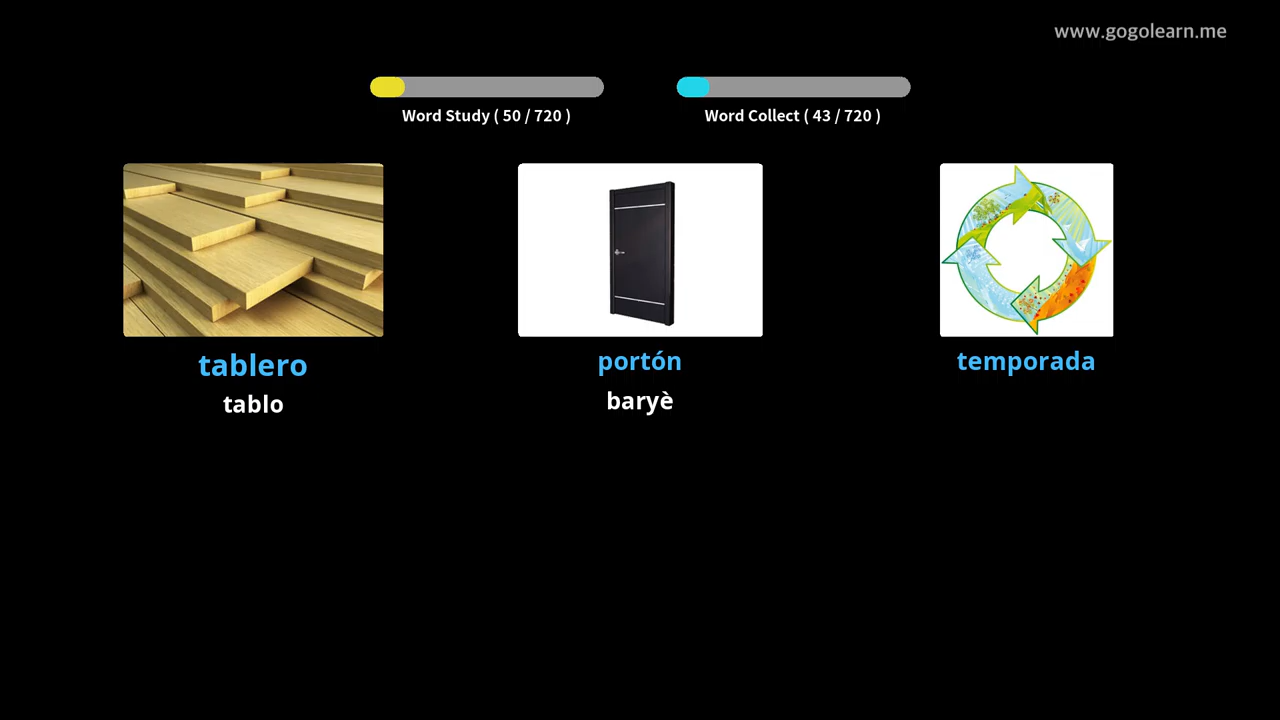 www.gogolearn.me
Word Study ( 50 / 720 )
Word Collect ( 43 / 720 )
tablero
portón
temporada
tablo
baryè